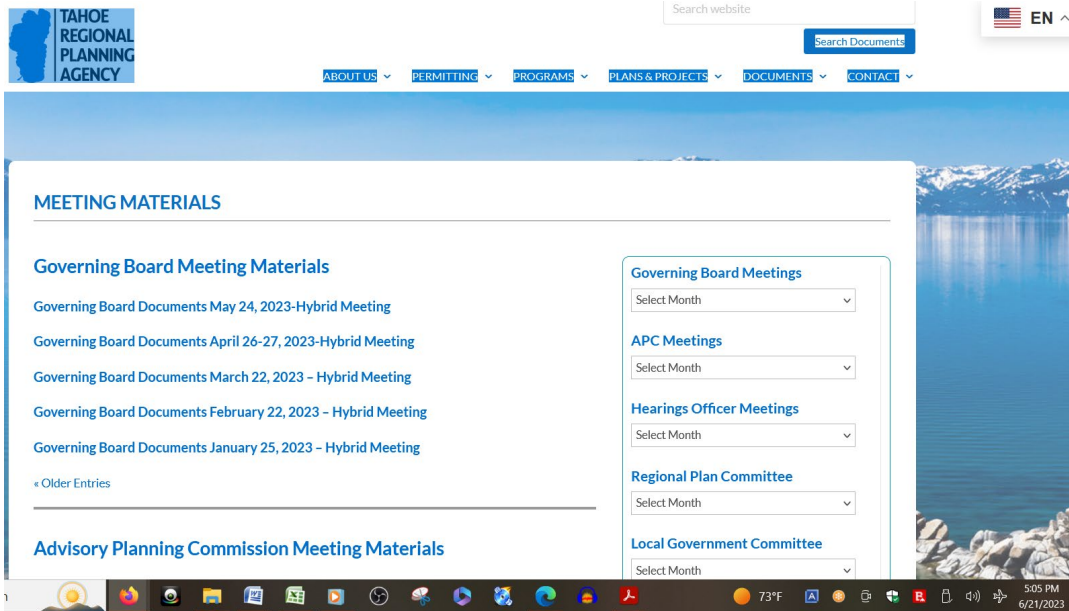 TAHOE
REGIONAL
PLANNING
AGENCY
Search website
EN
Search Documents
ABOUT US
PERMITTING
PROGRAMS
PLANS & PROJECTS
DOCUMENTS
CONTACT
MEETING MATERIALS
Governing Board Meeting Materials
Governing Board Documents May 24, 2023-Hybrid Meeting
Governing Board Documents April 26-27, 2023-Hybrid Meeting
Governing Board Documents March 22, 2023 – Hybrid Meeting
Governing Board Documents February 22, 2023 – Hybrid Meeting
Governing Board Documents January 25, 2023 – Hybrid Meeting
« Older Entries
Advisory Planning Commission Meeting Materials
Governing Board Meetings
Select Month
APC Meetings
Select Month
Hearings Officer Meetings
Select Month
Regional Plan Committee
Select Month
Local Government Committee
Select Month
73°F
5:05 PM
6/21/2023